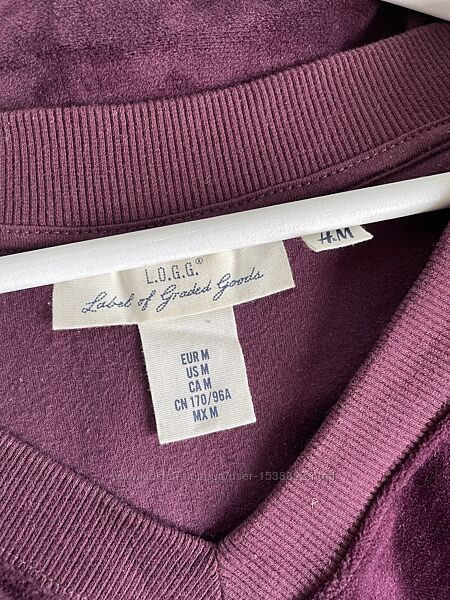 H&M
L.O.G.G.®
Label of Graded Goods
EUR M
US M
CA M
CN 170/96A
MX M